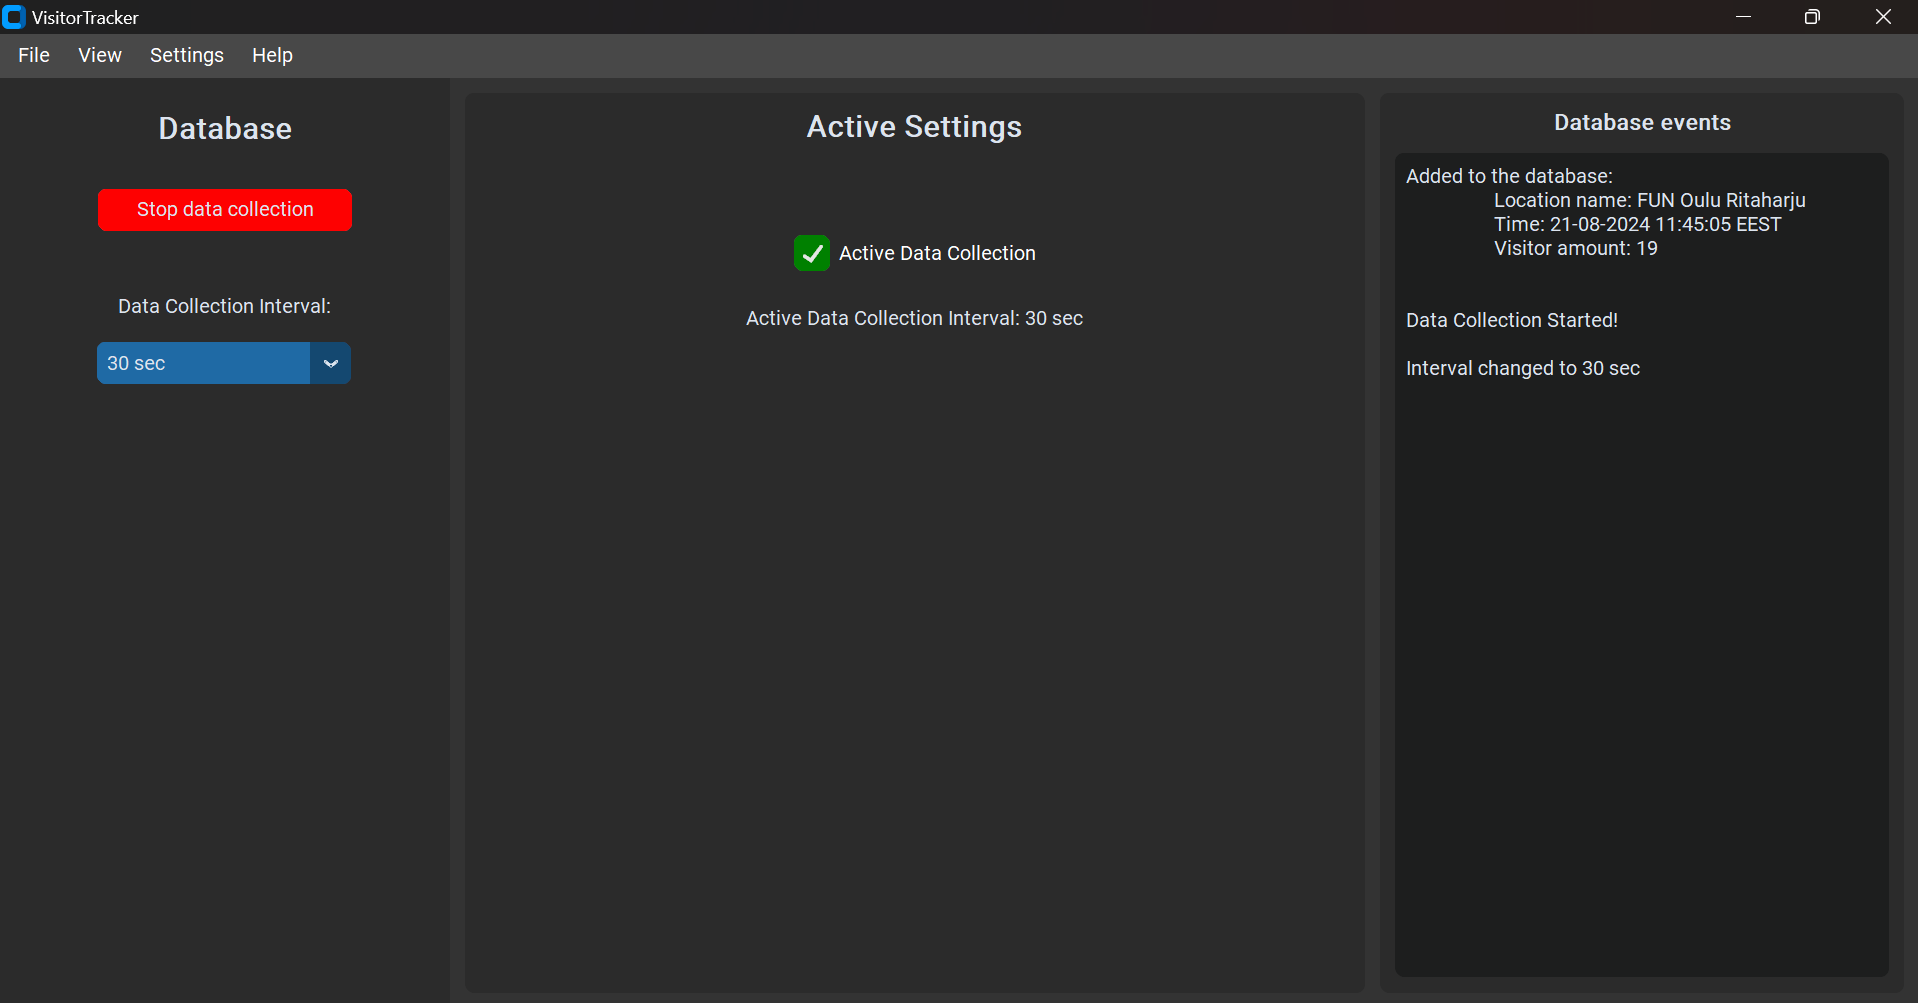 VisitorTracker
File View Settings Help
Database
Stop data collection
Data Collection Interval:
30 sec
Active Settings
Active Data Collection
Active Data Collection Interval: 30 sec
Database events
Added to the database:
Location name: FUN Oulu Ritaharju
Time: 21-08-2024 11:45:05 EEST
Visitor amount: 19
Data Collection Started!
Interval changed to 30 sec